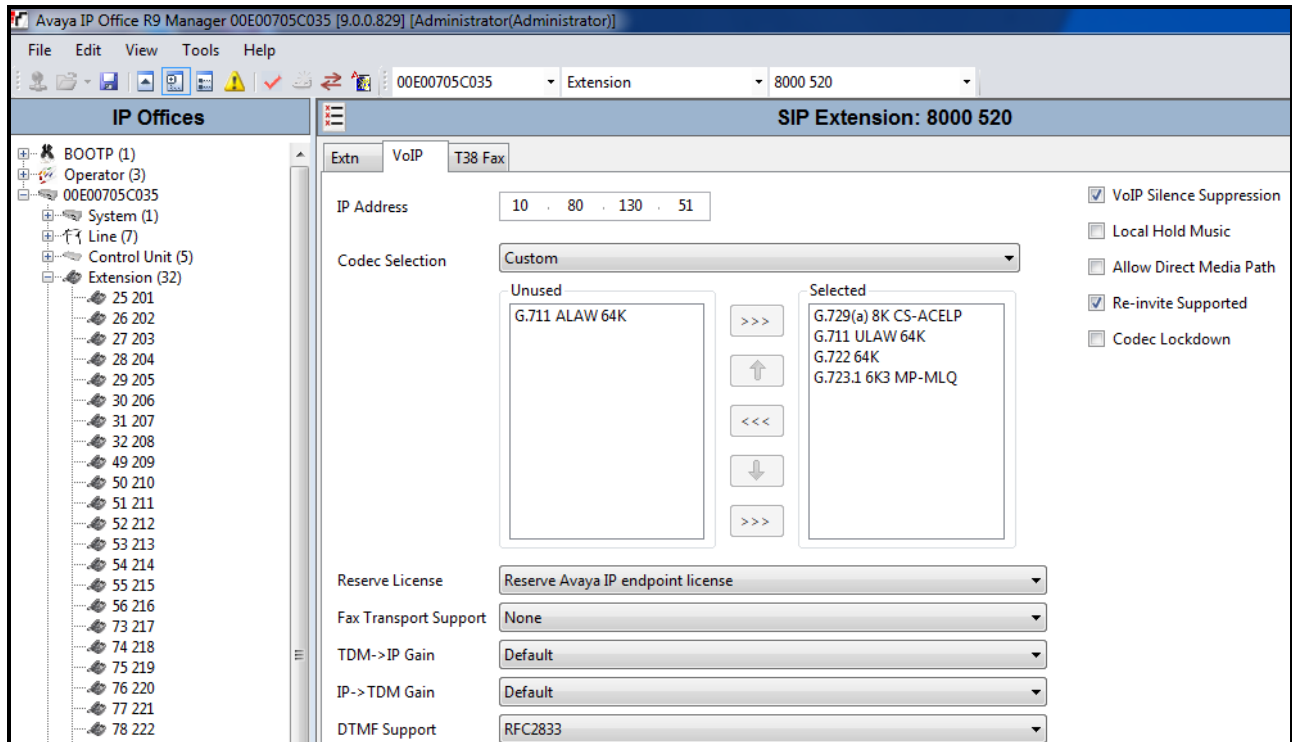 Avaya IP Office R9 Manager 00E00705C035 [9.0.0.829] [Administrator(Administrator)]
File Edit View Tools Help
00E00705C035 Extension 8000 520
IP Offices
BOOTP (1)
Operator (3)
00E00705C035
System (1)
Line (7)
Control Unit (5)
Extension (32)
25 201
26 202
27 203
28 204
29 205
30 206
31 207
32 208
49 209
50 210
51 211
52 212
53 213
54 214
55 215
56 216
73 217
74 218
75 219
76 220
77 221
78 222
SIP Extension: 8000 520
Extn VoIP T38 Fax
IP Address 10 . 80 . 130 . 51
Codec Selection Custom
Unused
G.711 ALAW 64K
>>>
<<<
>>>
Selected
G.729(a) 8K CS-ACELP
G.711 ULAW 64K
G.722 64K
G.723.1 6K3 MP-MLQ
Reserve License Reserve Avaya IP endpoint license
Fax Transport Support None
TDM->IP Gain Default
IP->TDM Gain Default
DTMF Support RFC2833
VoIP Silence Suppression
Local Hold Music
Allow Direct Media Path
Re-invite Supported
Codec Lockdown